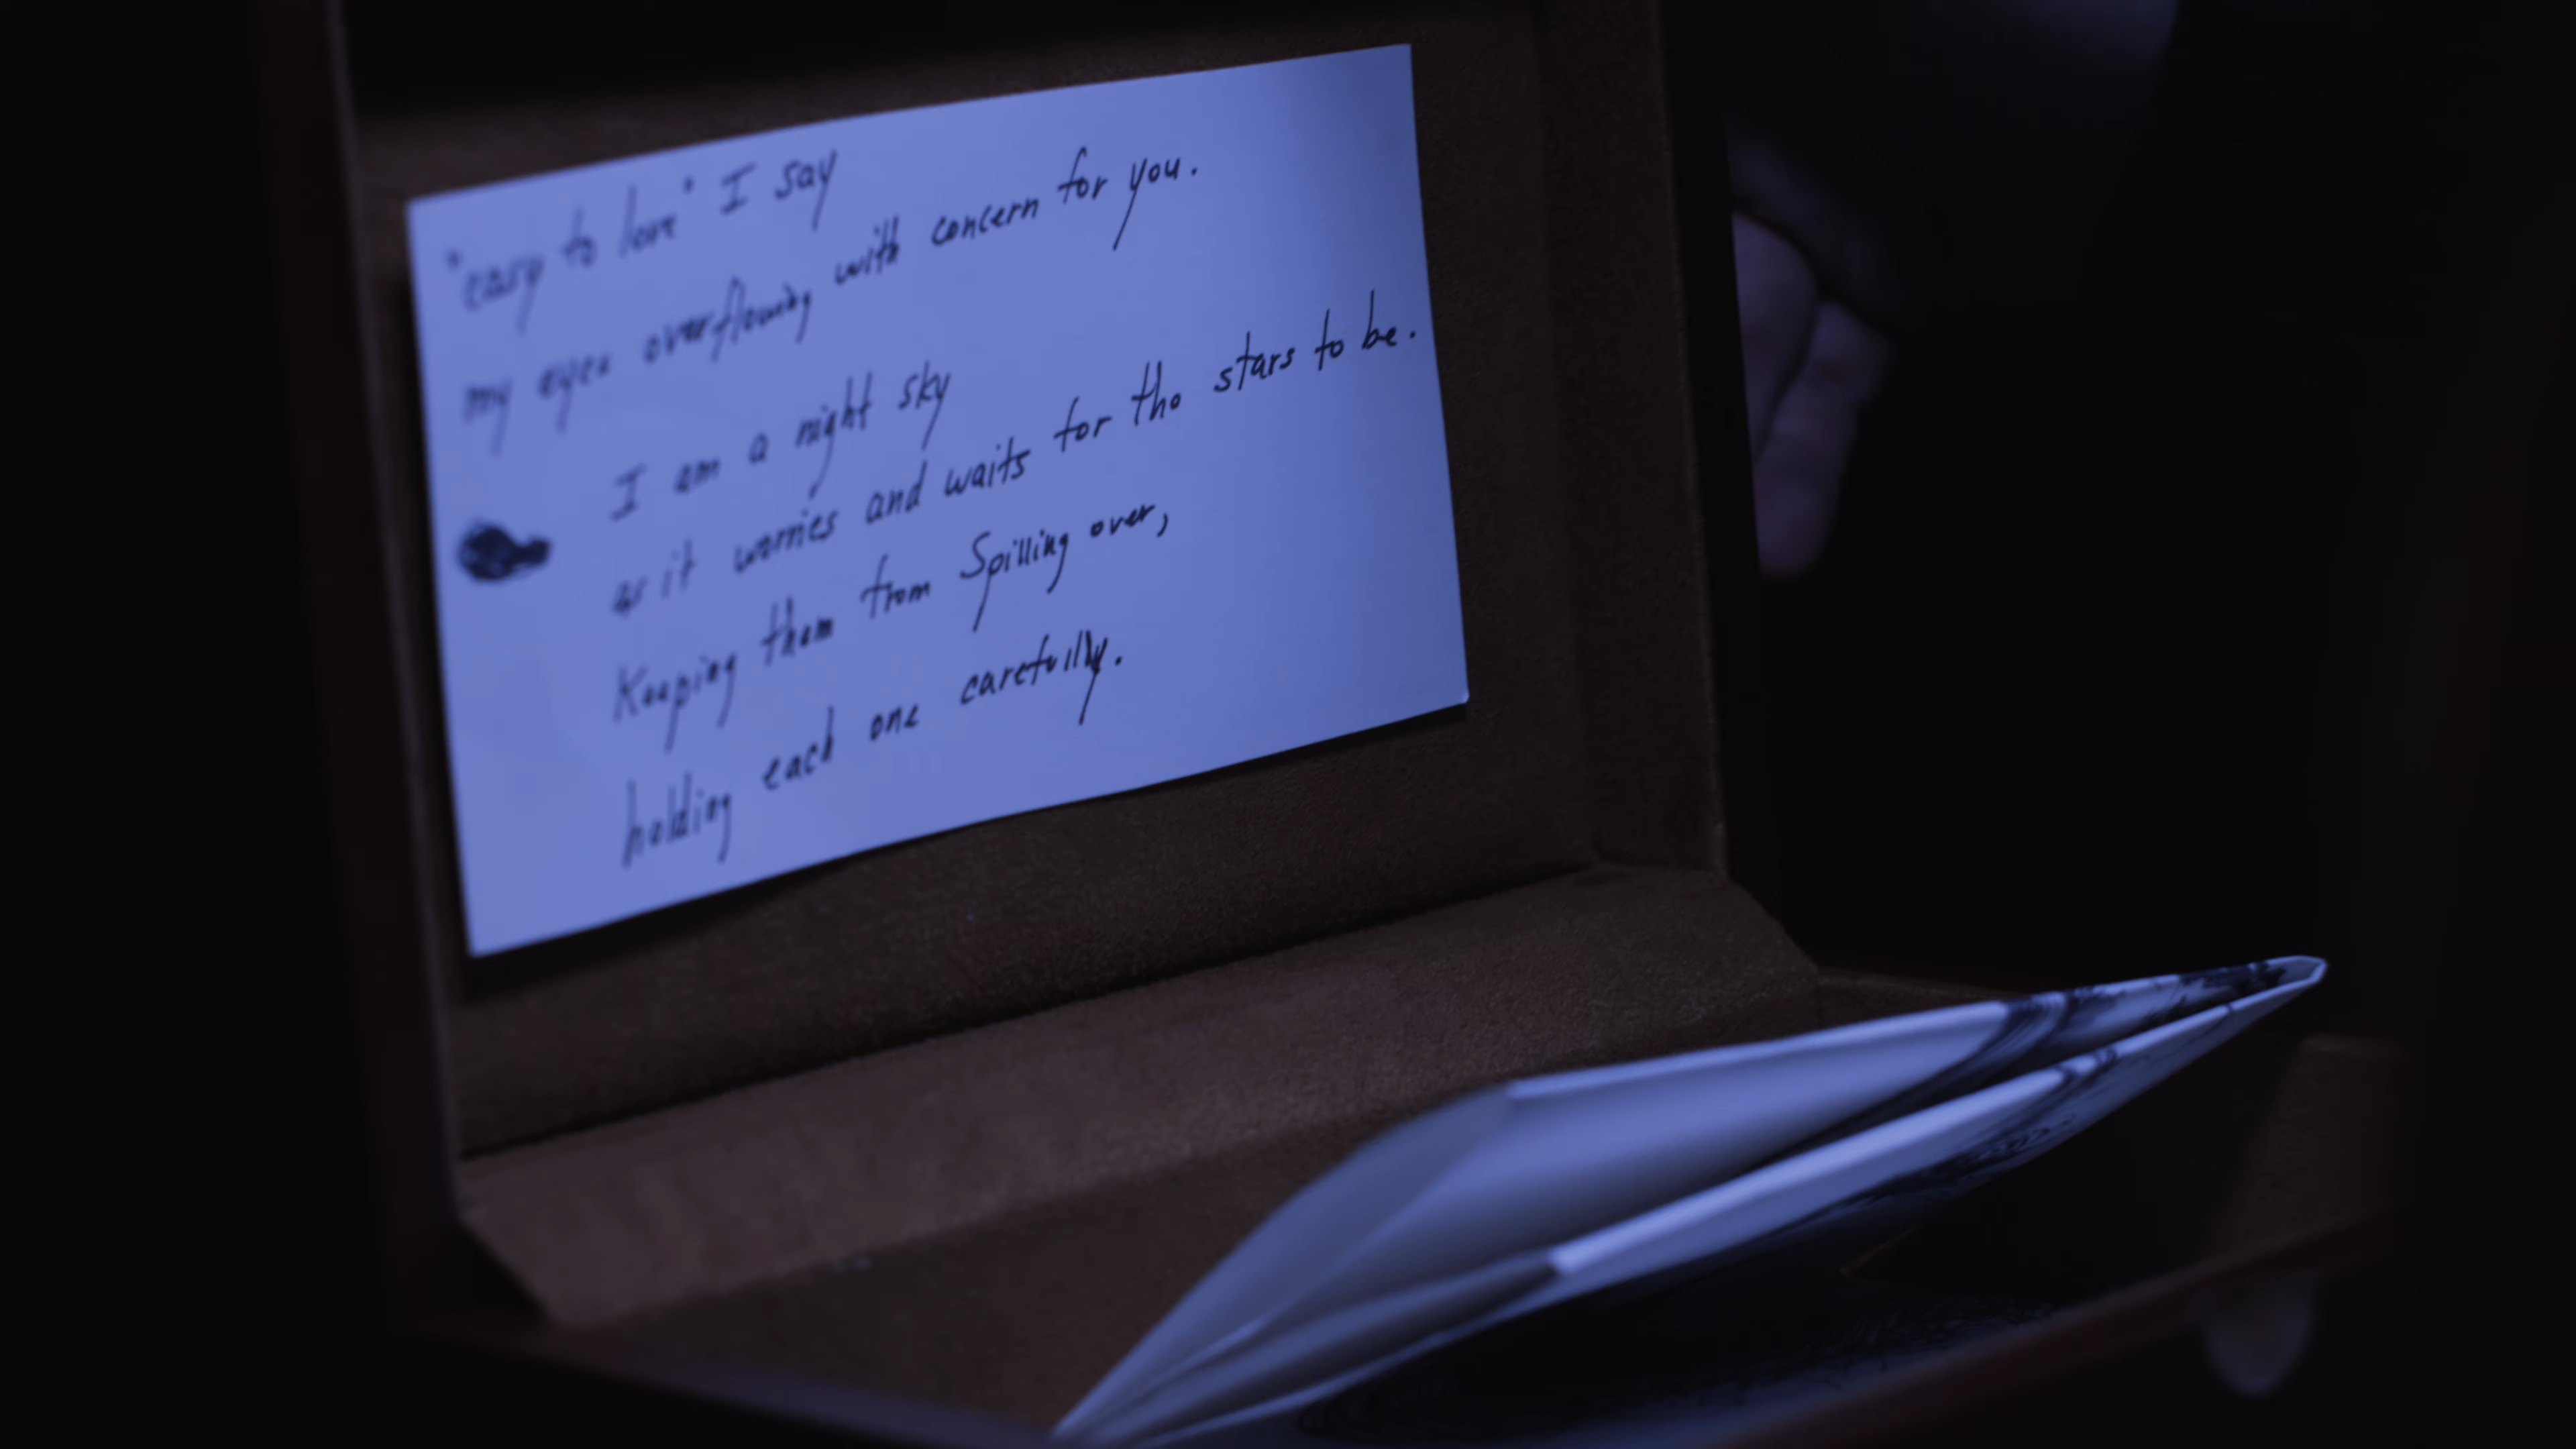 "easy to love" I say
my eyes overflowing with concern for you.
I am a night sky
as it worries and waits for the stars to be.
Keeping them from Spilling over,
holding each one carefully.